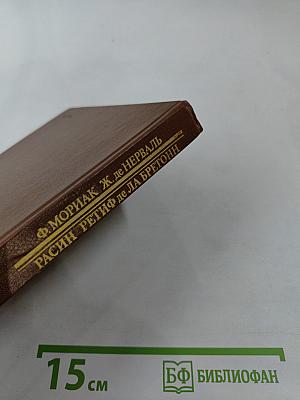 Ф. МОРИАК Ж. де НЕРВАЛЬ
РАСИН РЕТИФ де ЛА БРЕТОНН
15 см
БФ БИБЛИОФАН